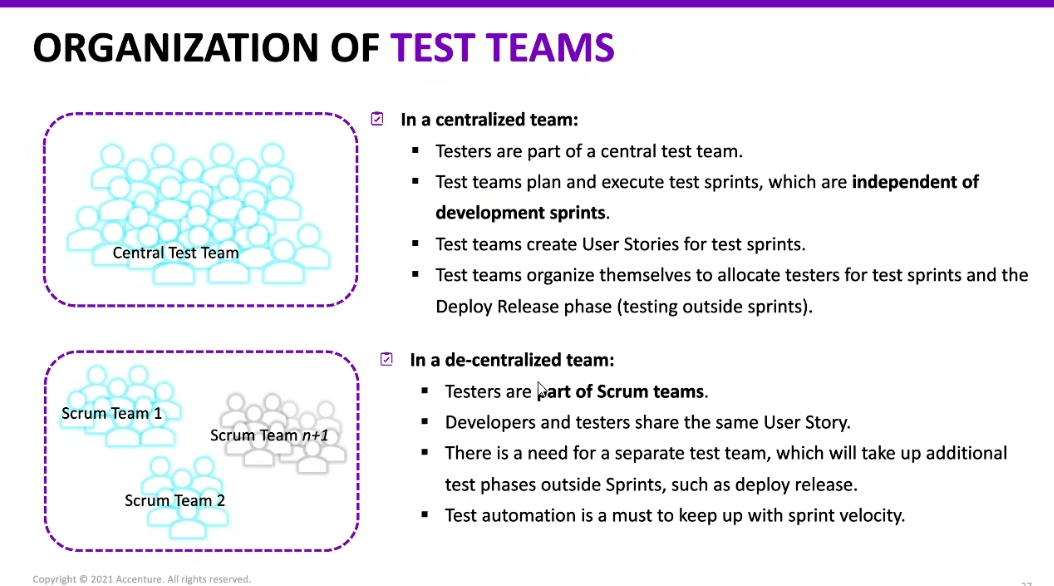 ORGANIZATION OF TEST TEAMS
In a centralized team:
▪ Testers are part of a central test team.
▪ Test teams plan and execute test sprints, which are independent of
development sprints.
▪ Test teams create User Stories for test sprints.
▪ Test teams organize themselves to allocate testers for test sprints and the
Deploy Release phase (testing outside sprints).
Central Test Team
In a de-centralized team:
▪ Testers are part of Scrum teams.
▪ Developers and testers share the same User Story.
▪ There is a need for a separate test team, which will take up additional
test phases outside Sprints, such as deploy release.
▪ Test automation is a must to keep up with sprint velocity.
Scrum Team 1
Scrum Team n+1
Scrum Team 2
Copyright © 2021 Accenture. All rights reserved.